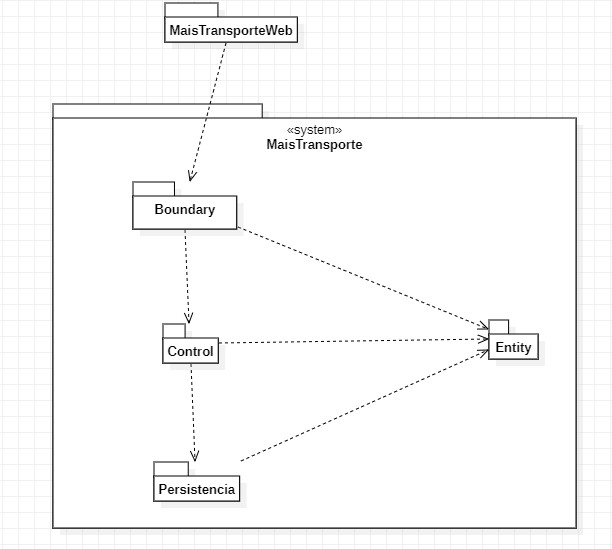 MaisTransporteWeb
«system»
MaisTransporte
Boundary
Control
Entity
Persistencia